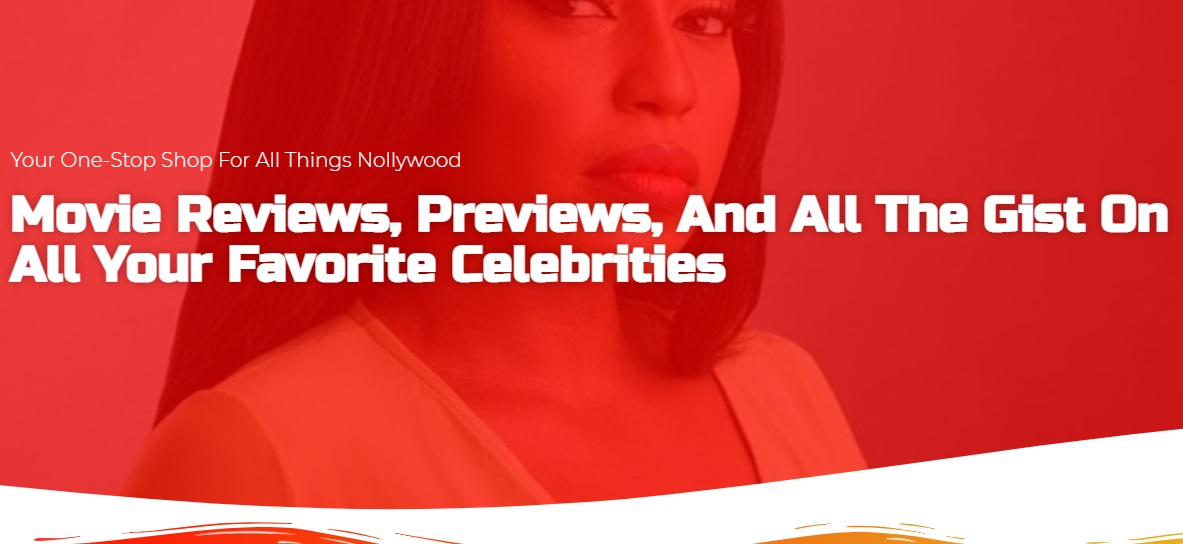 Your One-Stop Shop For All Things Nollywood
Movie Reviews, Previews, And All The Gist On
All Your Favorite Celebrities